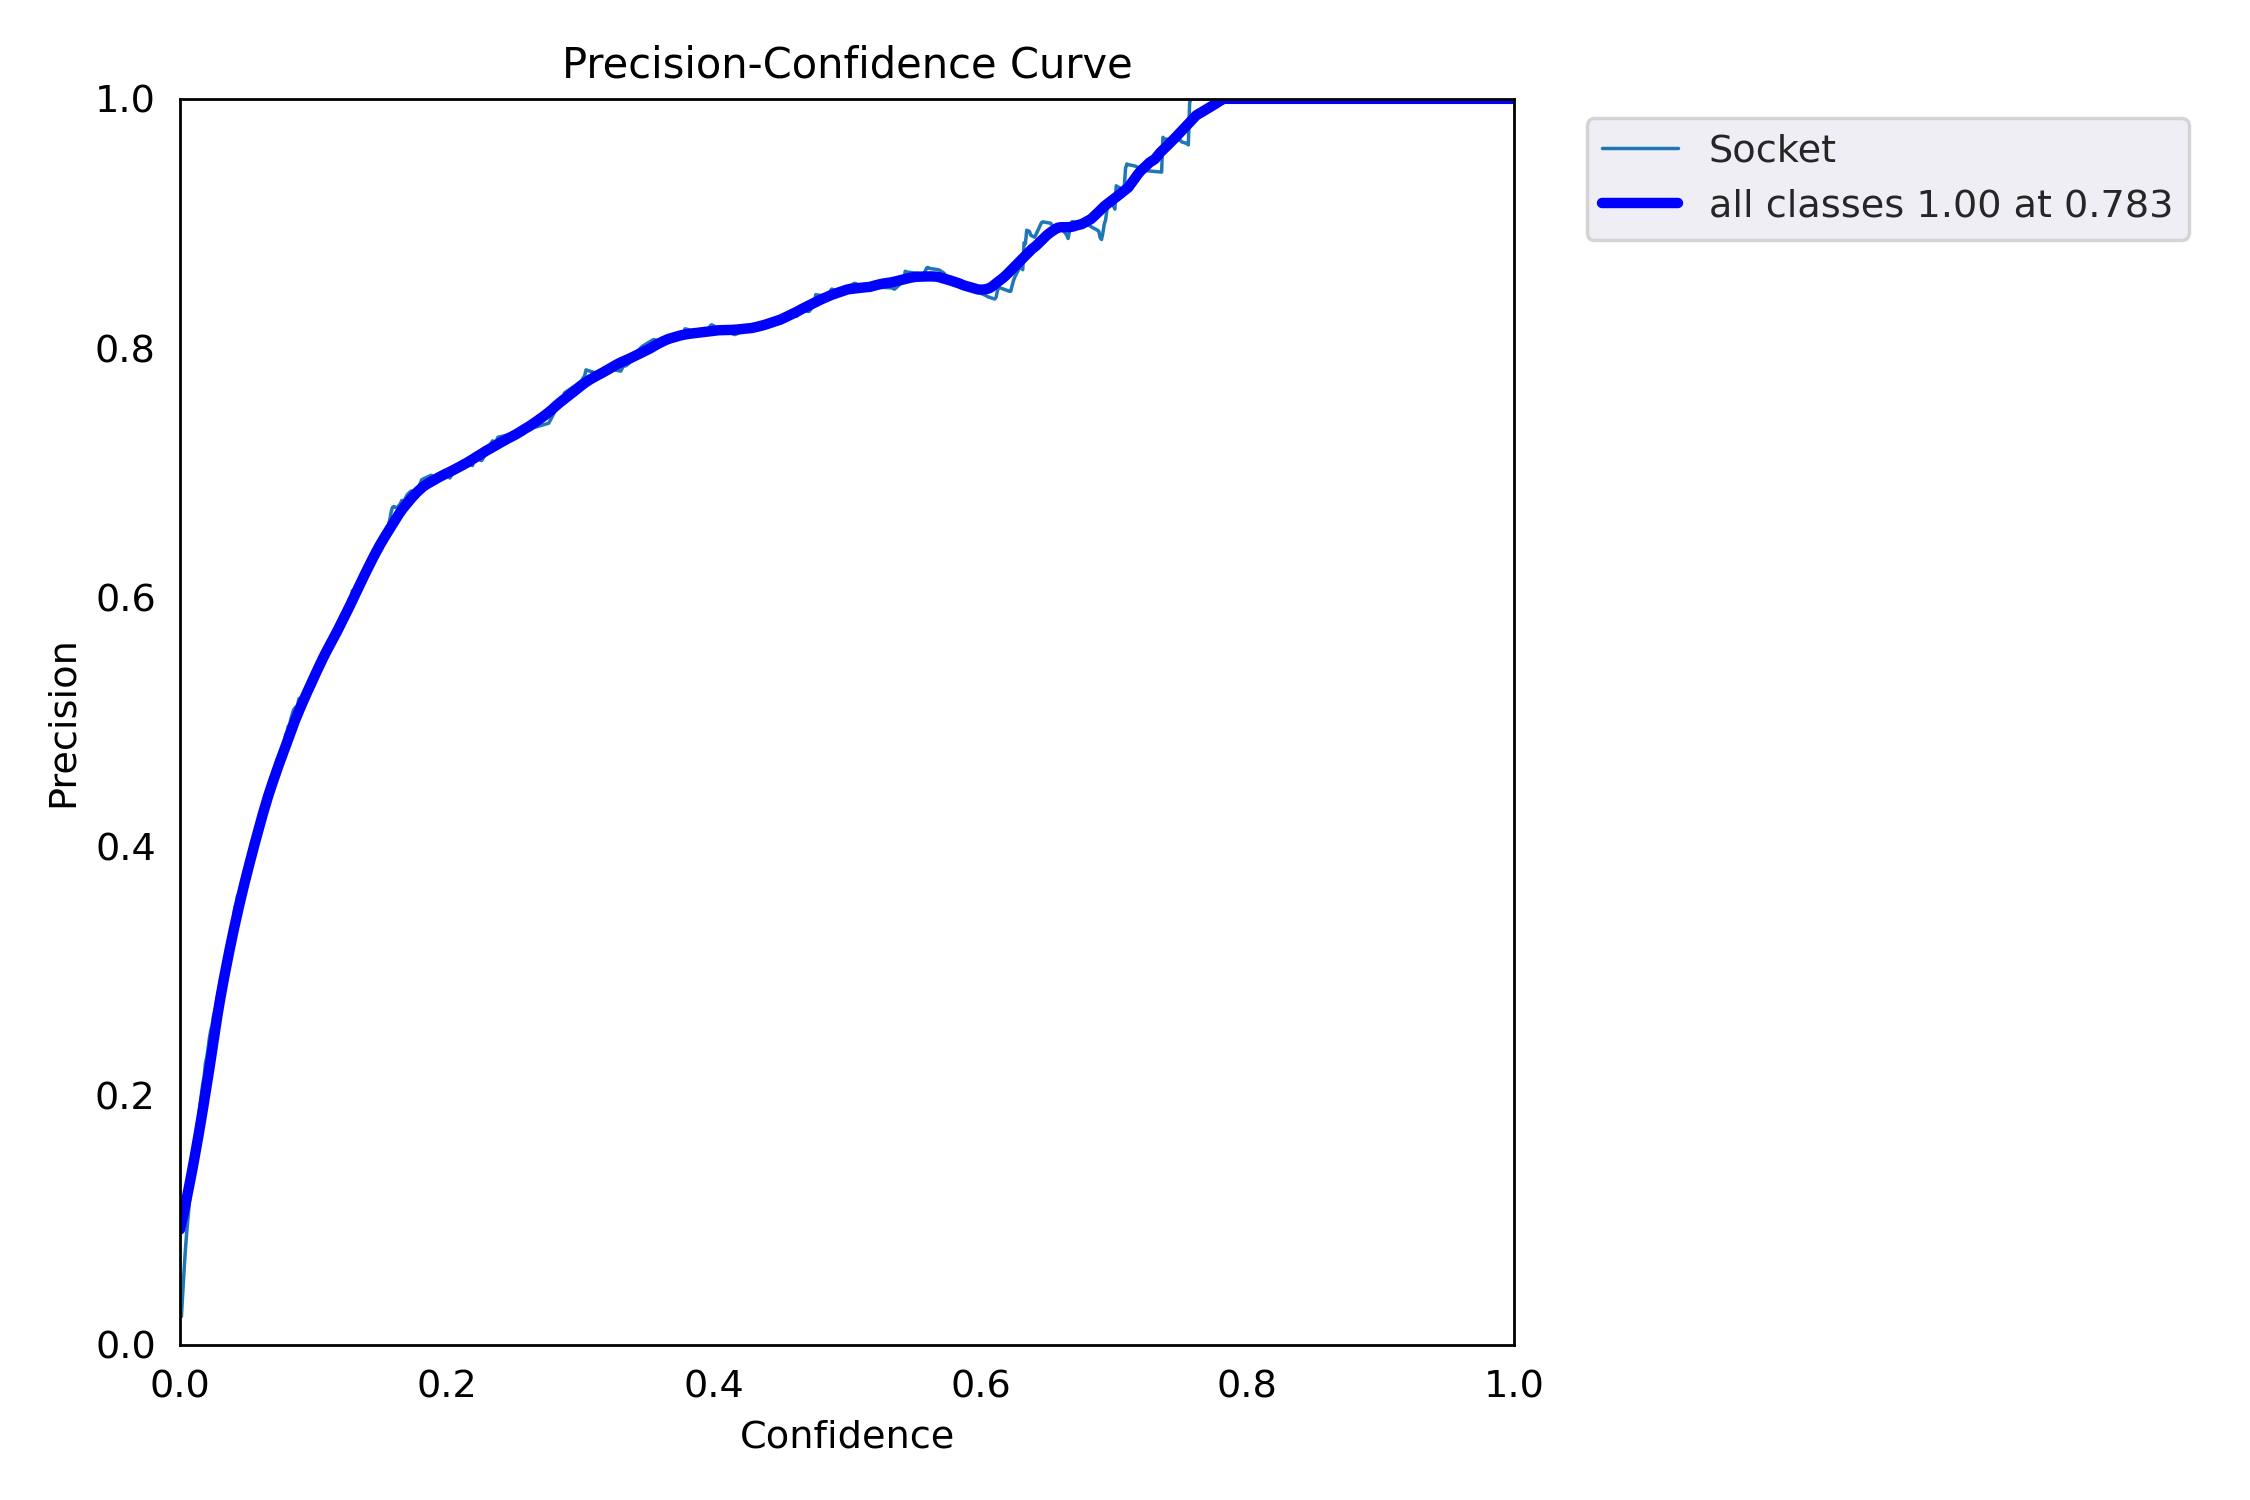 Precision-Confidence Curve
1.0
0.8
0.6
0.4
0.2
0.0
Precision
0.0 0.2 0.4 0.6 0.8 1.0
Confidence
Socket
all classes 1.00 at 0.783